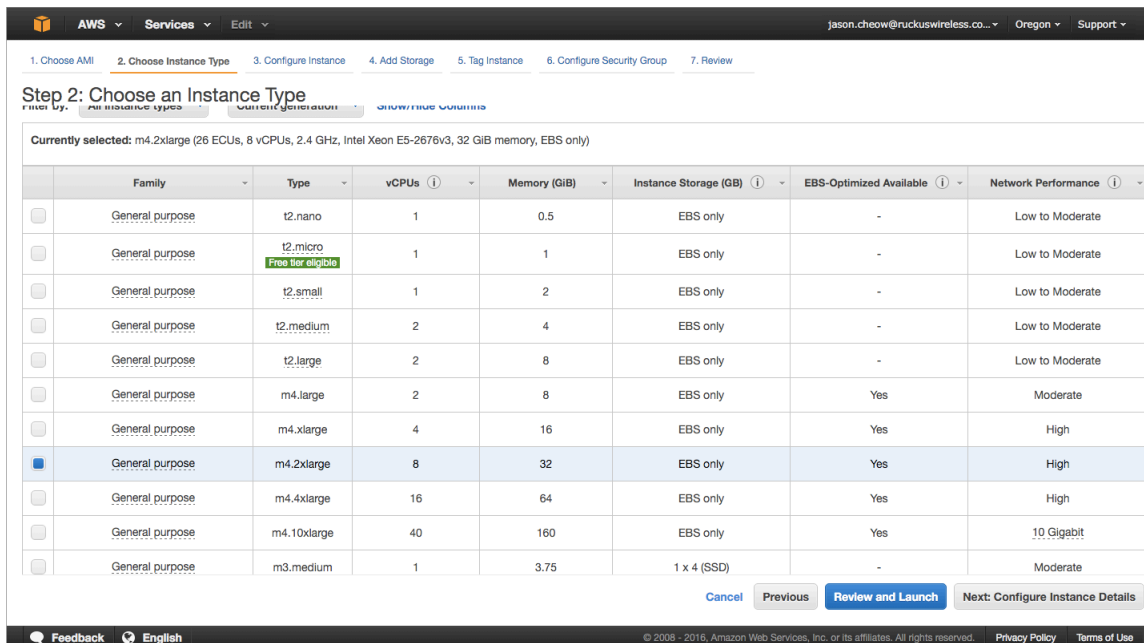 AWS Services Edit jason.cheow@ruckuswireless.co... Oregon Support
1. Choose AMI 2. Choose Instance Type 3. Configure Instance 4. Add Storage 5. Tag Instance 6. Configure Security Group 7. Review
Step 2: Choose an Instance Type
Filter by: All instance types Current generation Show/Hide Columns
Currently selected: m4.2xlarge (26 ECUs, 8 vCPUs, 2.4 GHz, Intel Xeon E5-2676v3, 32 GiB memory, EBS only)
Family Type vCPUs Memory (GiB) Instance Storage (GB) EBS-Optimized Available Network Performance
General purpose t2.nano 1 0.5 EBS only - Low to Moderate
General purpose t2.micro 1 1 EBS only - Low to Moderate
Free tier eligible
General purpose t2.small 1 2 EBS only - Low to Moderate
General purpose t2.medium 2 4 EBS only - Low to Moderate
General purpose t2.large 2 8 EBS only - Low to Moderate
General purpose m4.large 2 8 EBS only Yes Moderate
General purpose m4.xlarge 4 16 EBS only Yes High
General purpose m4.2xlarge 8 32 EBS only Yes High
General purpose m4.4xlarge 16 64 EBS only Yes High
General purpose m4.10xlarge 40 160 EBS only Yes 10 Gigabit
General purpose m3.medium 1 3.75 1 x 4 (SSD) - Moderate
Cancel Previous Review and Launch Next: Configure Instance Details
Feedback English © 2008 - 2016, Amazon Web Services, Inc. or its affiliates. All rights reserved. Privacy Policy Terms of Use